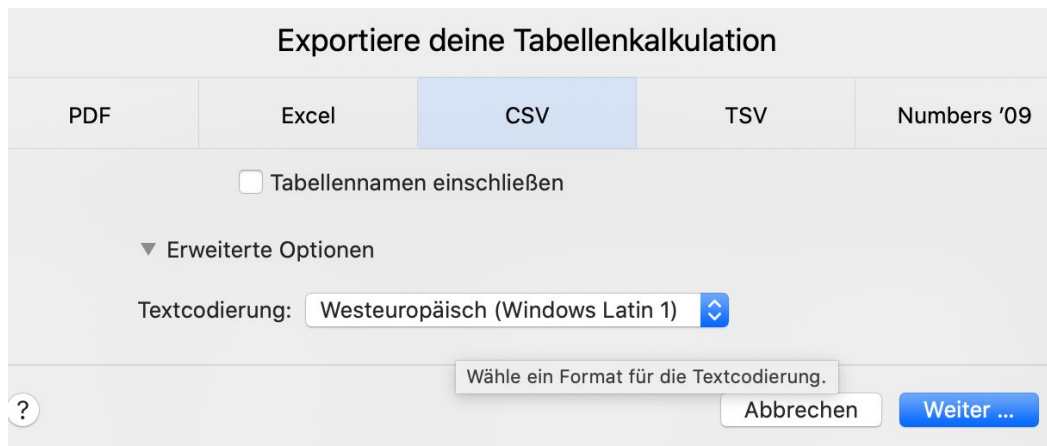 Exportiere deine Tabellenkalkulation
PDF Excel CSV TSV Numbers ’09
Tabellennamen einschließen
Erweiterte Optionen
Textcodierung: Westeuropäisch (Windows Latin 1)
Wähle ein Format für die Textcodierung.
? Abbrechen Weiter ...